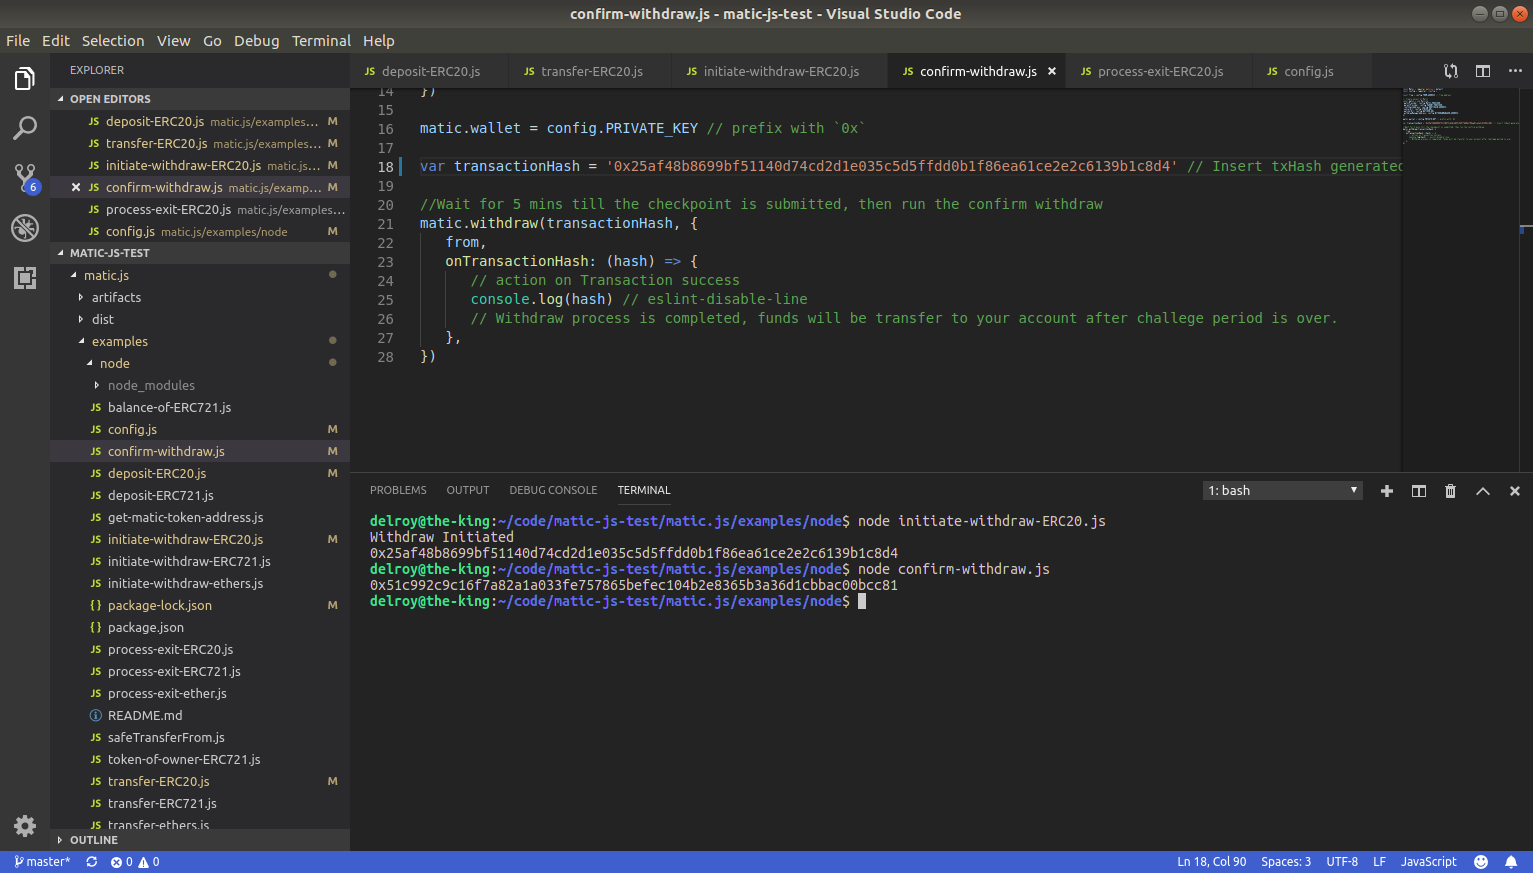 confirm-withdraw.js - matic-js-test - Visual Studio Code
File Edit Selection View Go Debug Terminal Help
EXPLORER
OPEN EDITORS
JS deposit-ERC20.js matic.js/examples... M
JS transfer-ERC20.js matic.js/examples... M
JS initiate-withdraw-ERC20.js matic.js... M
JS confirm-withdraw.js matic.js/examp... M
JS process-exit-ERC20.js matic.js/examples...
JS config.js matic.js/examples/node M
6
MATIC-JS-TEST
matic.js
artifacts
dist
examples
node
node_modules
JS balance-of-ERC721.js
JS config.js M
JS confirm-withdraw.js M
JS deposit-ERC20.js M
JS deposit-ERC721.js
JS get-matic-token-address.js
JS initiate-withdraw-ERC20.js M
JS initiate-withdraw-ERC721.js
JS initiate-withdraw-ethers.js
{} package-lock.json M
{} package.json
JS process-exit-ERC20.js
JS process-exit-ERC721.js
JS process-exit-ether.js
README.md
JS safeTransferFrom.js
JS token-of-owner-ERC721.js
JS transfer-ERC20.js M
JS transfer-ERC721.js
JS transfer-ethers.js
OUTLINE
JS deposit-ERC20.js JS transfer-ERC20.js JS initiate-withdraw-ERC20.js JS confirm-withdraw.js × JS process-exit-ERC20.js JS config.js ...
14 })
15
16 matic.wallet = config.PRIVATE_KEY // prefix with `0x`
17
18 var transactionHash = '0x25af48b8699bf51140d74cd2d1e035c5d5ffdd0b1f86ea61ce2e2c6139b1c8d4' // Insert txHash generated
19
20 //Wait for 5 mins till the checkpoint is submitted, then run the confirm withdraw
21 matic.withdraw(transactionHash, {
22 from,
23 onTransactionHash: (hash) => {
24 // action on Transaction success
25 console.log(hash) // eslint-disable-line
26 // Withdraw process is completed, funds will be transfer to your account after challege period is over.
27 },
28 })
PROBLEMS OUTPUT DEBUG CONSOLE TERMINAL 1: bash
delroy@the-king:~/code/matic-js-test/matic.js/examples/node$ node initiate-withdraw-ERC20.js
Withdraw Initiated
0x25af48b8699bf51140d74cd2d1e035c5d5ffdd0b1f86ea61ce2e2c6139b1c8d4
delroy@the-king:~/code/matic-js-test/matic.js/examples/node$ node confirm-withdraw.js
0x51c992c9c16f7a82a1a033fe757865befec104b2e8365b3a36d1cbbac00bcc81
delroy@the-king:~/code/matic-js-test/matic.js/examples/node$
master* 0 0 Ln 18, Col 90 Spaces: 3 UTF-8 LF JavaScript